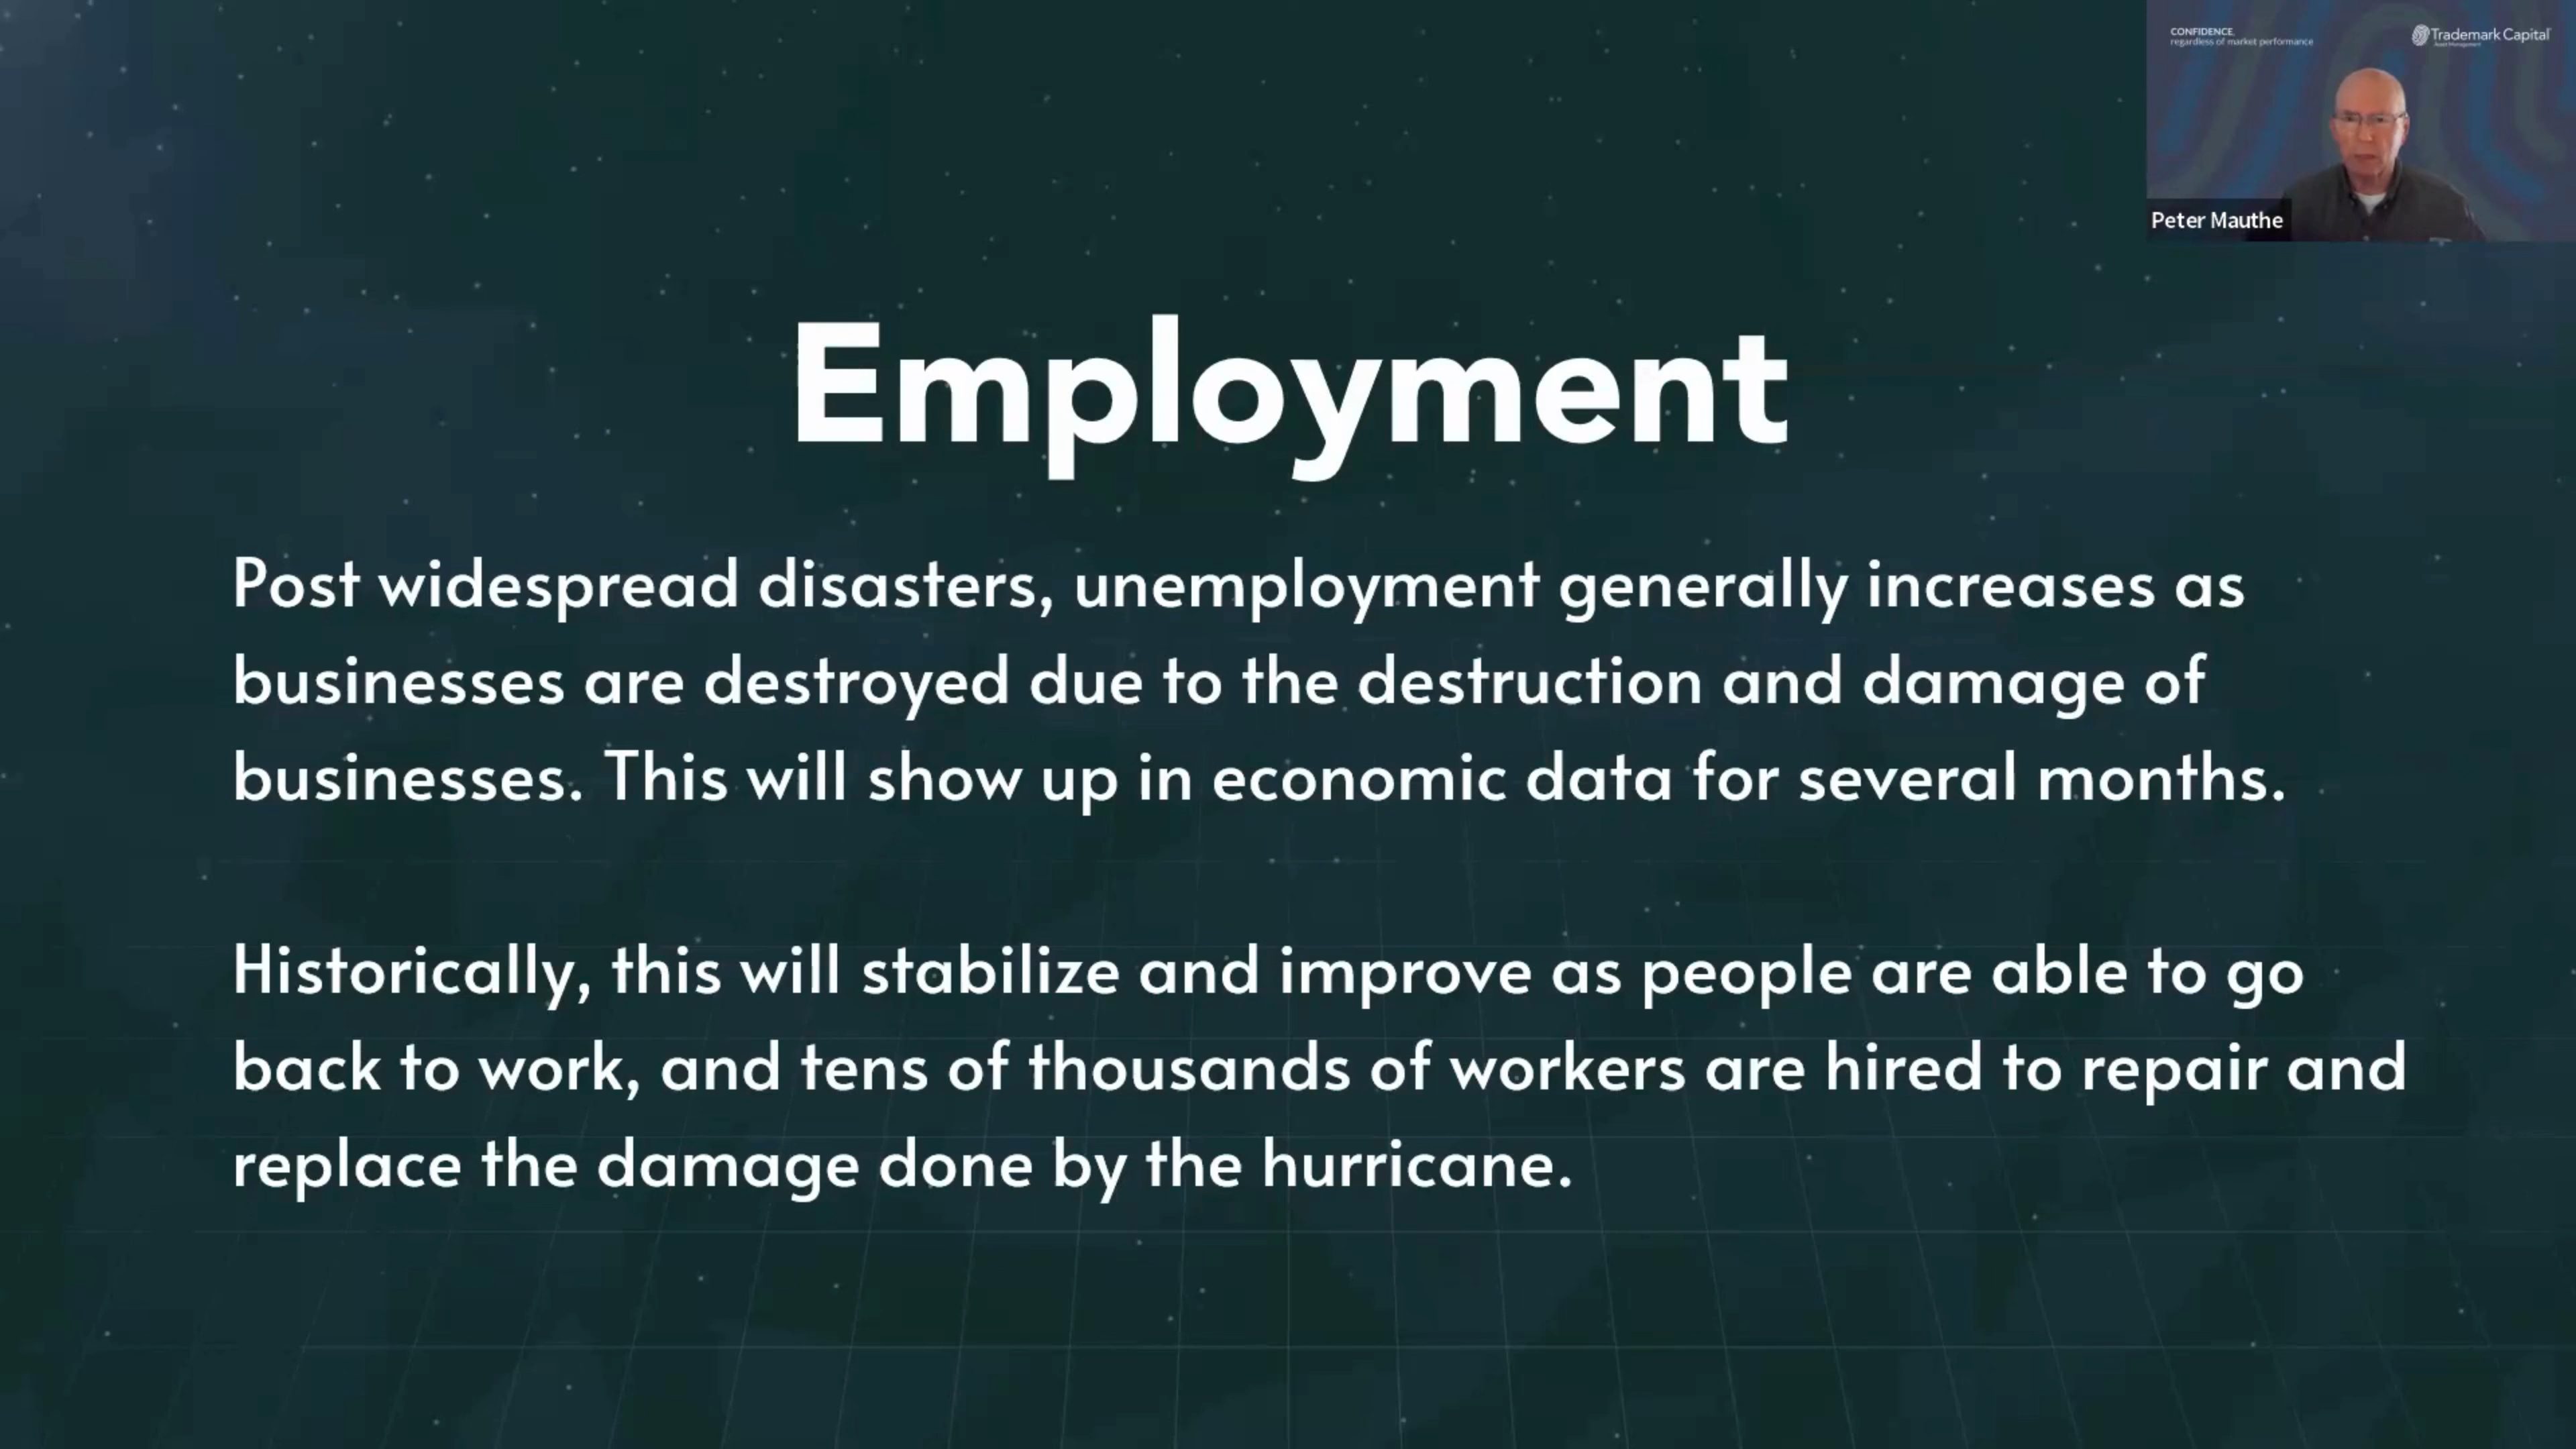 CONFIDENCE,
regardless of market performance
Trademark Capital
Asset Management
Peter Mauthe
Employment
Post widespread disasters, unemployment generally increases as
businesses are destroyed due to the destruction and damage of
businesses. This will show up in economic data for several months.
Historically, this will stabilize and improve as people are able to go
back to work, and tens of thousands of workers are hired to repair and
replace the damage done by the hurricane.